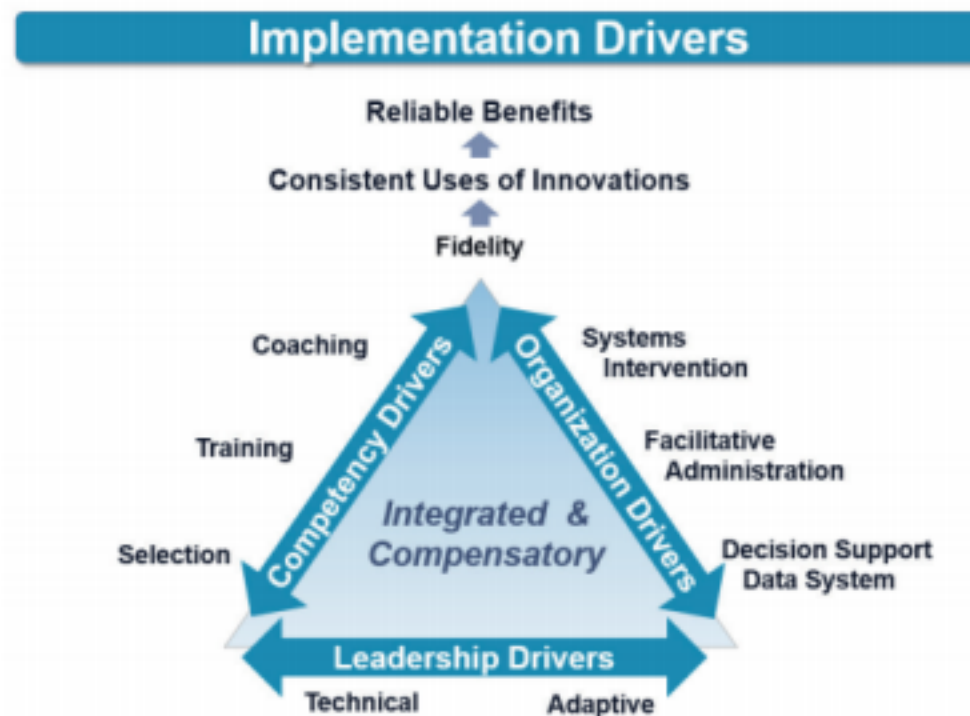 Implementation Drivers
Reliable Benefits
Consistent Uses of Innovations
Fidelity
Coaching
Training
Selection
Competency Drivers
Integrated &
Compensatory
Organization Drivers
Systems
Intervention
Facilitative
Administration
Decision Support
Data System
Leadership Drivers
Technical
Adaptive